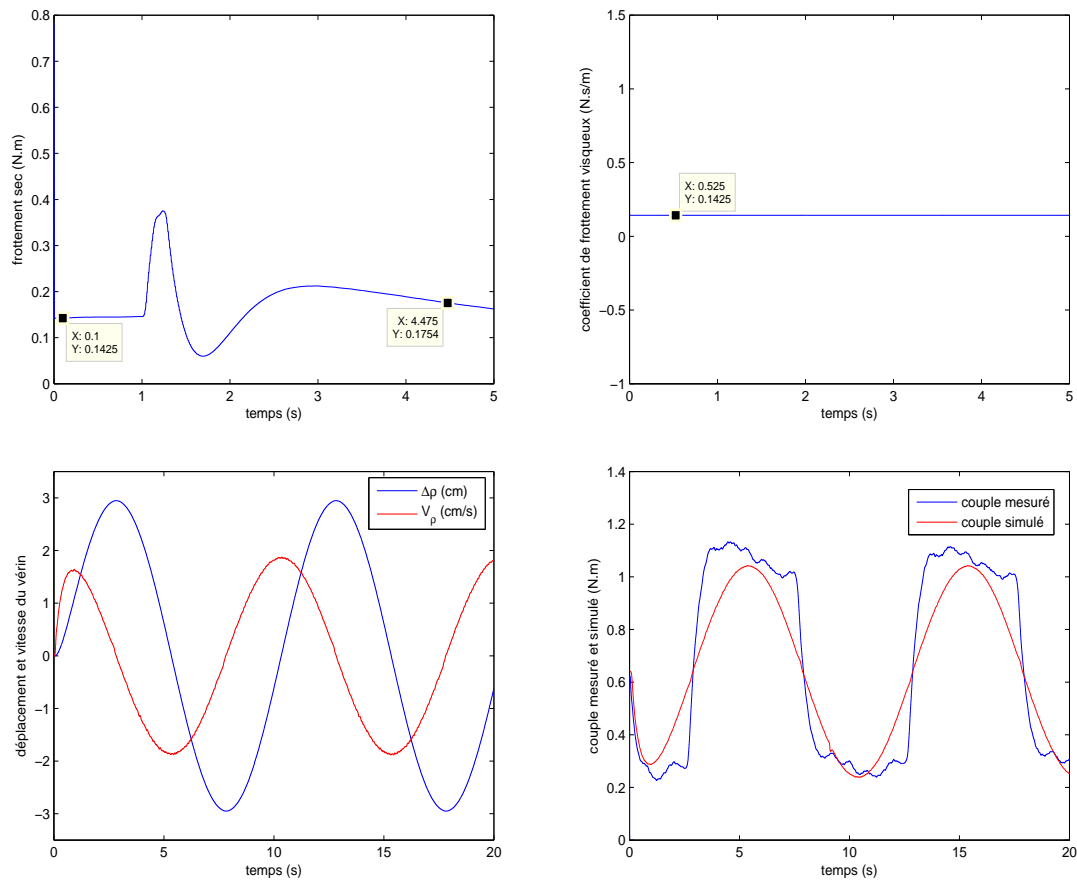 frottement sec (N.m)
0.8
0.7
0.6
0.5
0.4
0.3
0.2
0.1
0
X: 0.1
Y: 0.1425
X: 4.475
Y: 0.1754
0 1 2 3 4 5
temps (s)
coefficient de frottement visqueux (N.s/m)
1.5
1
0.5
0
−0.5
−1
X: 0.525
Y: 0.1425
0 1 2 3 4 5
temps (s)
déplacement et vitesse du vérin
3
2
1
0
−1
−2
−3
Δρ (cm)
Vρ (cm/s)
0 5 10 15 20
temps (s)
couple mesuré et simulé (N.m)
1.4
1.2
1
0.8
0.6
0.4
0.2
0
couple mesuré
couple simulé
0 5 10 15 20
temps (s)